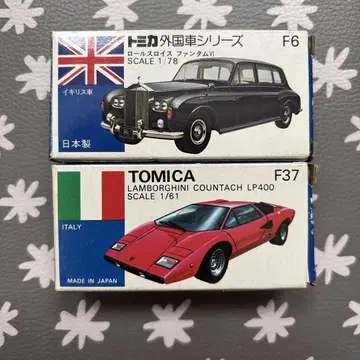 トミカ外国車シリーズ F6
ロールスロイス ファンタムVI
SCALE 1/78
イギリス車
日本製
TOMICA F37
LAMBORGHINI COUNTACH LP400
SCALE 1/61
ITALY
MADE IN JAPAN